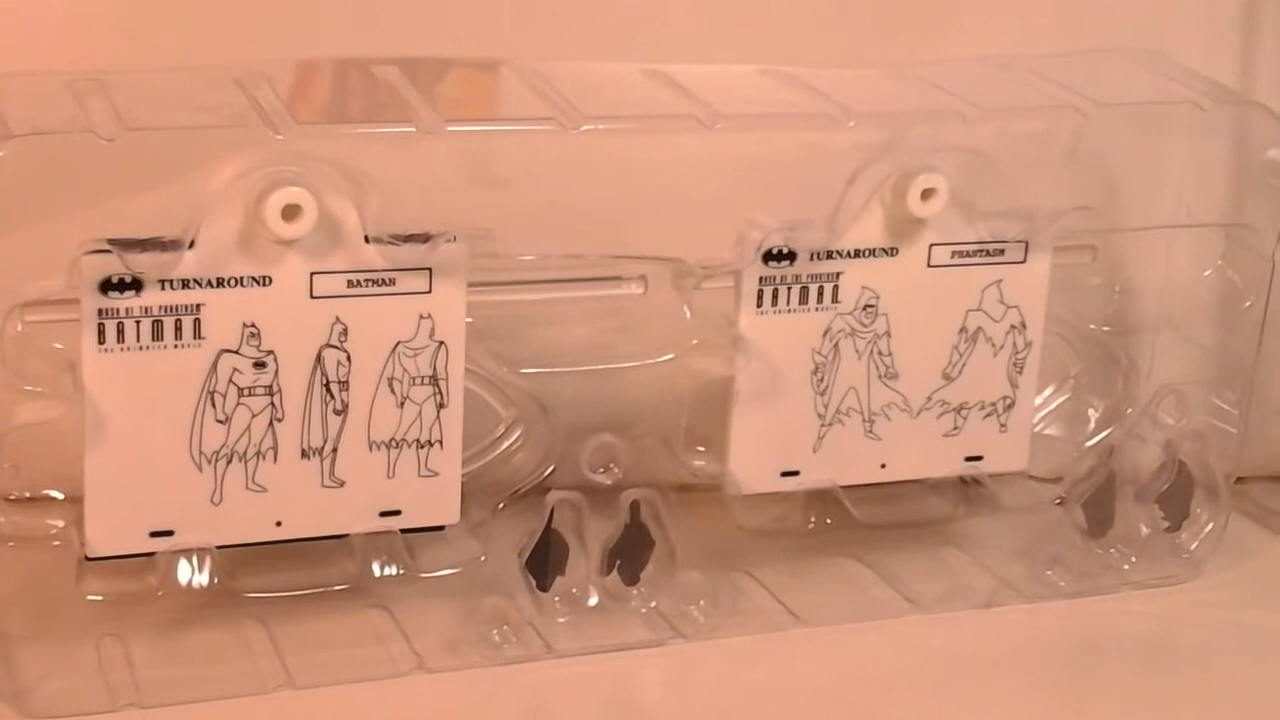 TURNAROUND
BATMAN
MASK OF THE PHANTASM
BATMAN
THE ANIMATED MOVIE
TURNAROUND
PHANTASM
MASK OF THE PHANTASM
BATMAN
THE ANIMATED MOVIE